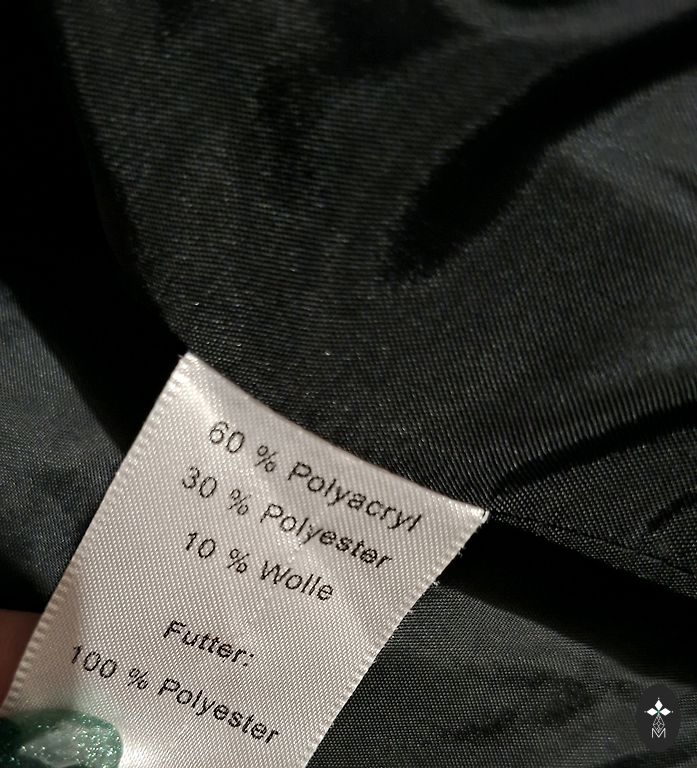 60 % Polyacryl
30 % Polyester
10 % Wolle
Futter:
100 % Polyester
M